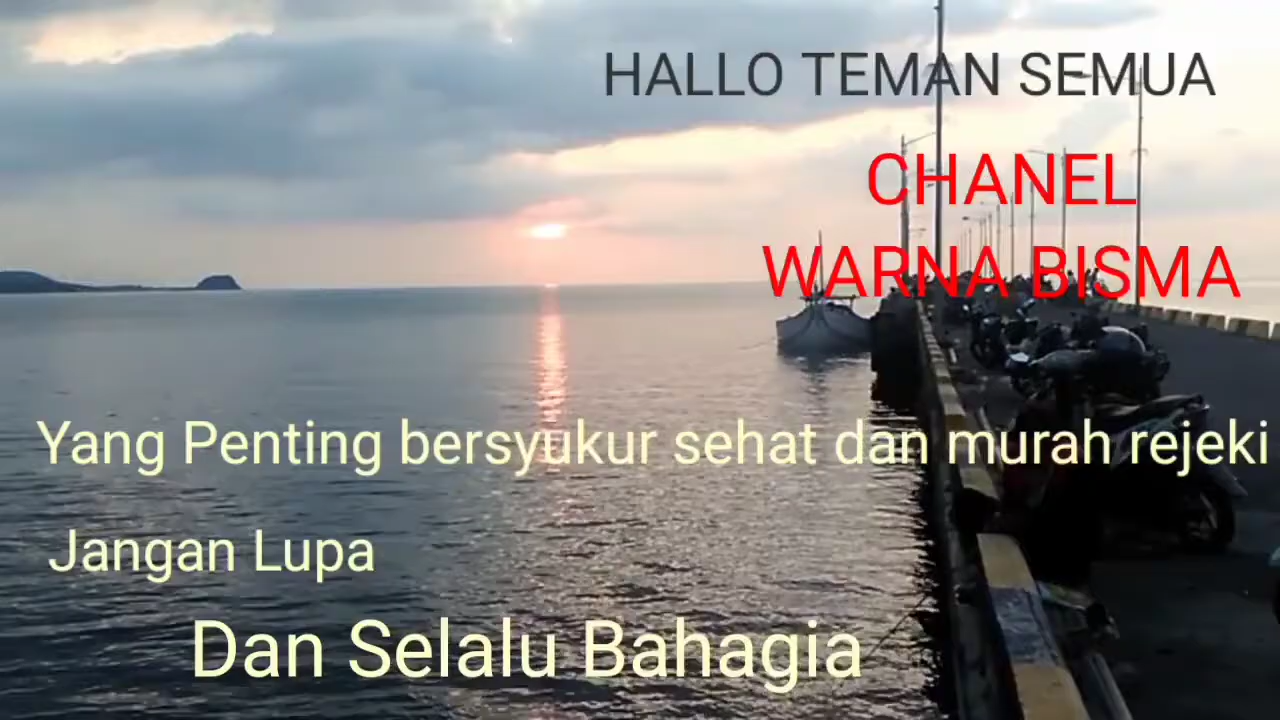 HALLO TEMAN SEMUA
CHANEL
WARNA BISMA
Yang Penting bersyukur sehat dan murah rejeki
Jangan Lupa
Dan Selalu Bahagia